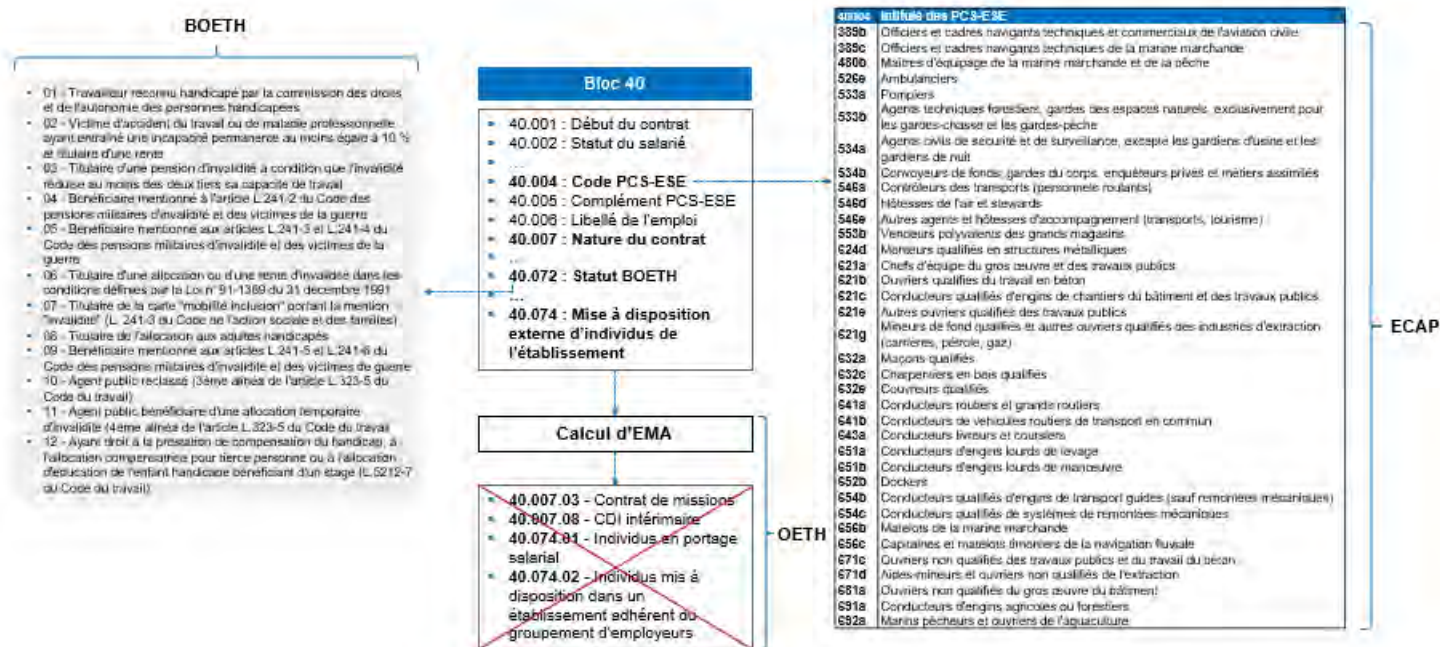 BOETH
• 01 - Travailleur reconnu handicapé par la commission des droits
et de l'autonomie des personnes handicapées
• 02 - Victime d'accident du travail ou de maladie professionnelle
ayant entraîné une incapacité permanente au moins égale à 10 %
et titulaire d'une rente
• 03 - Titulaire d'une pension d'invalidité à condition que l'invalidité
réduise au moins des deux tiers sa capacité de travail
• 04 - Bénéficiaire mentionné à l'article L.241-2 du Code des
pensions militaires d'invalidité et des victimes de la guerre
• 05 - Bénéficiaire mentionné aux articles L.241-3 et L.241-4 du
Code des pensions militaires d'invalidité et des victimes de la
guerre
• 06 - Titulaire d'une allocation ou d'une rente d'invalidité dans les
conditions définies par la Loi n° 91-1389 du 31 décembre 1991
• 07 - Titulaire de la carte "mobilité inclusion" portant la mention
"invalidité" (L. 241-3 du Code de l'action sociale et des familles)
• 08 - Titulaire de l'allocation aux adultes handicapés
• 09 - Bénéficiaire mentionné aux articles L.241-5 et L.241-6 du
Code des pensions militaires d'invalidité et des victimes de guerre
• 10 - Agent public reclassé (3ème alinéa de l'article L.323-5 du
Code du travail)
• 11 - Agent public bénéficiaire d'une allocation temporaire
d'invalidité (4ème alinéa de l'article L.323-5 du Code du travail
• 12 - Ayant droit à la prestation de compensation du handicap, à
l'allocation compensatrice pour tierce personne ou à l'allocation
d'éducation de l'enfant handicapé bénéficiant d'un stage (L.5212-7
du Code du travail)
Bloc 40
• 40.001 : Début du contrat
• 40.002 : Statut du salarié
• ...
• 40.004 : Code PCS-ESE
• 40.005 : Complément PCS-ESE
• 40.006 : Libellé de l'emploi
• 40.007 : Nature du contrat
• ...
• 40.072 : Statut BOETH
• ...
• 40.074 : Mise à disposition
externe d'individus de
l'établissement
Calcul d'EMA
• 40.007.03 - Contrat de missions
• 40.007.08 - CDI intérimaire
• 40.074.01 - Individus en portage
salarial
• 40.074.02 - Individus mis à
disposition dans un
établissement adhérent du
groupement d'employeurs
OETH
40004 Intitulé des PCS-ESE
389b Officiers et cadres navigants techniques et commerciaux de l'aviation civile
389c Officiers et cadres navigants techniques de la marine marchande
480b Maîtres d'équipage de la marine marchande et de la pêche
526e Ambulanciers
533a Pompiers
533b Agents techniques forestiers, gardes des espaces naturels, exclusivement pour
les gardes-chasse et les gardes-pêche
534a Agents civils de sécurité et de surveillance, excepté les gardiens d'usine et les
gardiens de nuit
534b Convoyeurs de fonds, gardes du corps, enquêteurs privés et métiers assimilés
546a Contrôleurs des transports (personnels roulants)
546d Hôtesses de l'air et stewards
546e Autres agents et hôtesses d'accompagnement (transports, tourisme)
553b Vendeurs polyvalents des grands magasins
624d Monteurs qualifiés en structures métalliques
621a Chefs d'équipe du gros œuvre et des travaux publics
621b Ouvriers qualifiés du travail en béton
621c Conducteurs qualifiés d'engins de chantiers du bâtiment et des travaux publics
621e Autres ouvriers qualifiés des travaux publics
621g Mineurs de fond qualifiés et autres ouvriers qualifiés des industries d'extraction
(carrières, pétrole, gaz)
632a Maçons qualifiés
632c Charpentiers en bois qualifiés
632e Couvreurs qualifiés
641a Conducteurs routiers et grands routiers
641b Conducteurs de véhicules routiers de transport en commun
643a Conducteurs livreurs et coursiers
651a Conducteurs d'engins lourds de levage
651b Conducteurs d'engins lourds de manœuvre
652b Dockers
654b Conducteurs qualifiés d'engins de transport guidés (sauf remontées mécaniques)
654c Conducteurs qualifiés de systèmes de remontées mécaniques
656b Matelots de la marine marchande
656c Capitaines et matelots timoniers de la navigation fluviale
671c Ouvriers non qualifiés des travaux publics et du travail du béton
671d Aides-mineurs et ouvriers non qualifiés de l'extraction
681a Ouvriers non qualifiés du gros œuvre du bâtiment
691a Conducteurs d'engins agricoles ou forestiers
692a Marins pêcheurs et ouvriers de l'aquaculture
ECAP